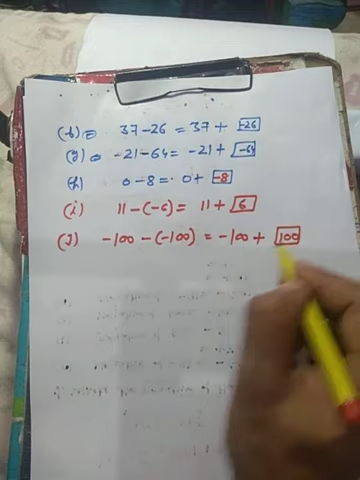 (b) 37-26 = 37 + -26
(g) -21-64 = -21 + -64
(h) 0-8 = 0 + -8
(i) 11-(-6) = 11 + 6
(J) -100-(-100) = -100 + 100